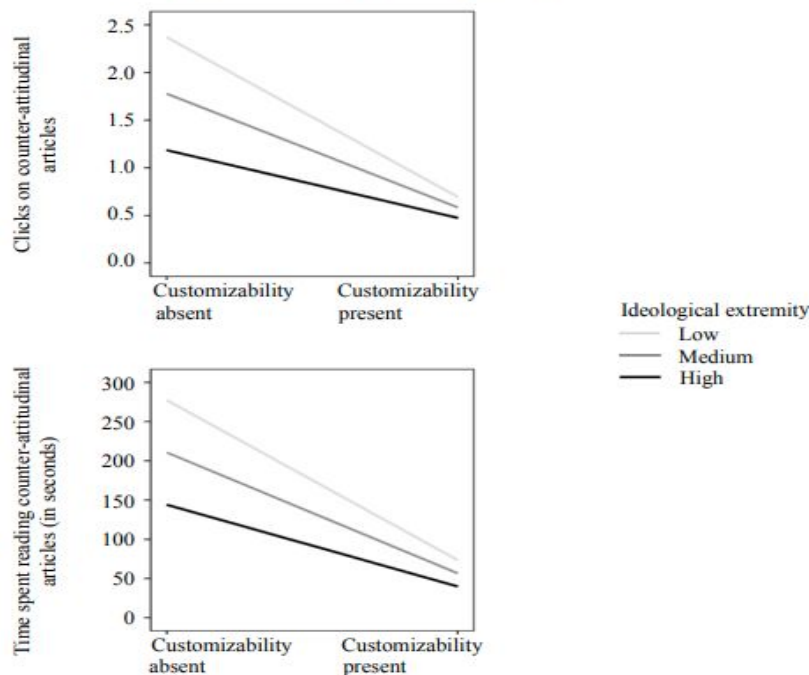 Clicks on counter-attitudinal
articles
2.5
2.0
1.5
1.0
0.5
0.0
Customizability
absent
Customizability
present
Ideological extremity
Low
Medium
High
Time spent reading counter-attitudinal
articles (in seconds)
300
250
200
150
100
50
0
Customizability
absent
Customizability
present